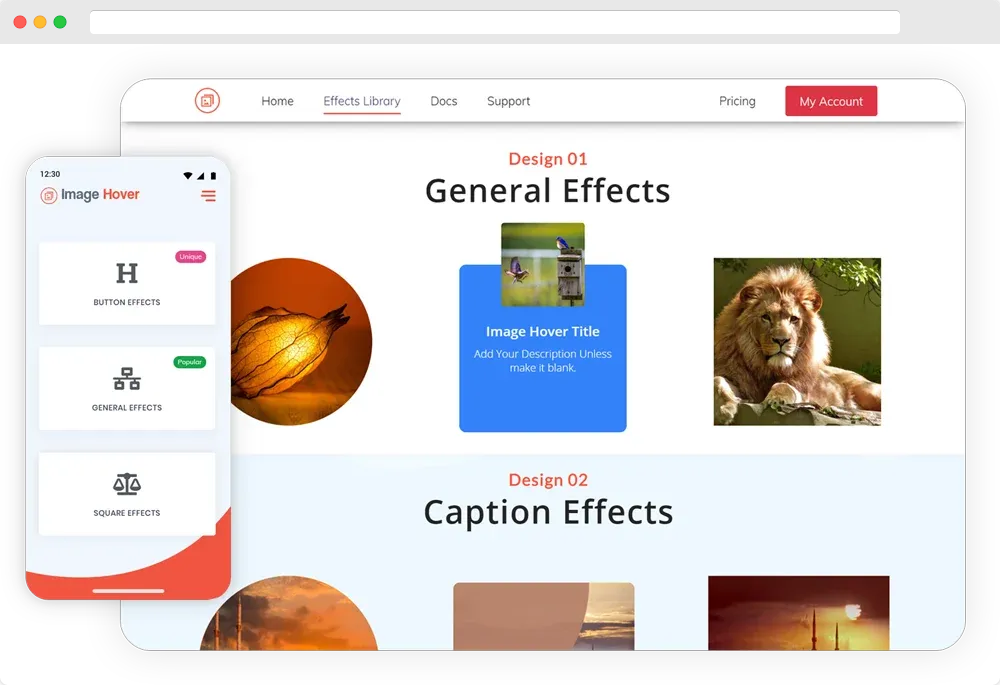 Home
Effects Library
Docs
Support
Pricing
My Account
Design 01
General Effects
Image Hover Title
Add Your Description Unless
make it blank.
Design 02
Caption Effects
12:30
Image Hover
Unique
H
BUTTON EFFECTS
Popular
GENERAL EFFECTS
SQUARE EFFECTS